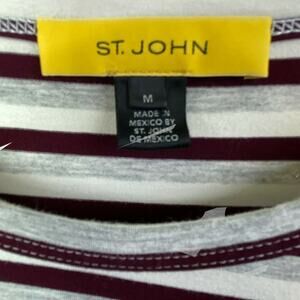 ST. JOHN
M
MADE IN
MEXICO BY
ST. JOHN
DE MEXICO